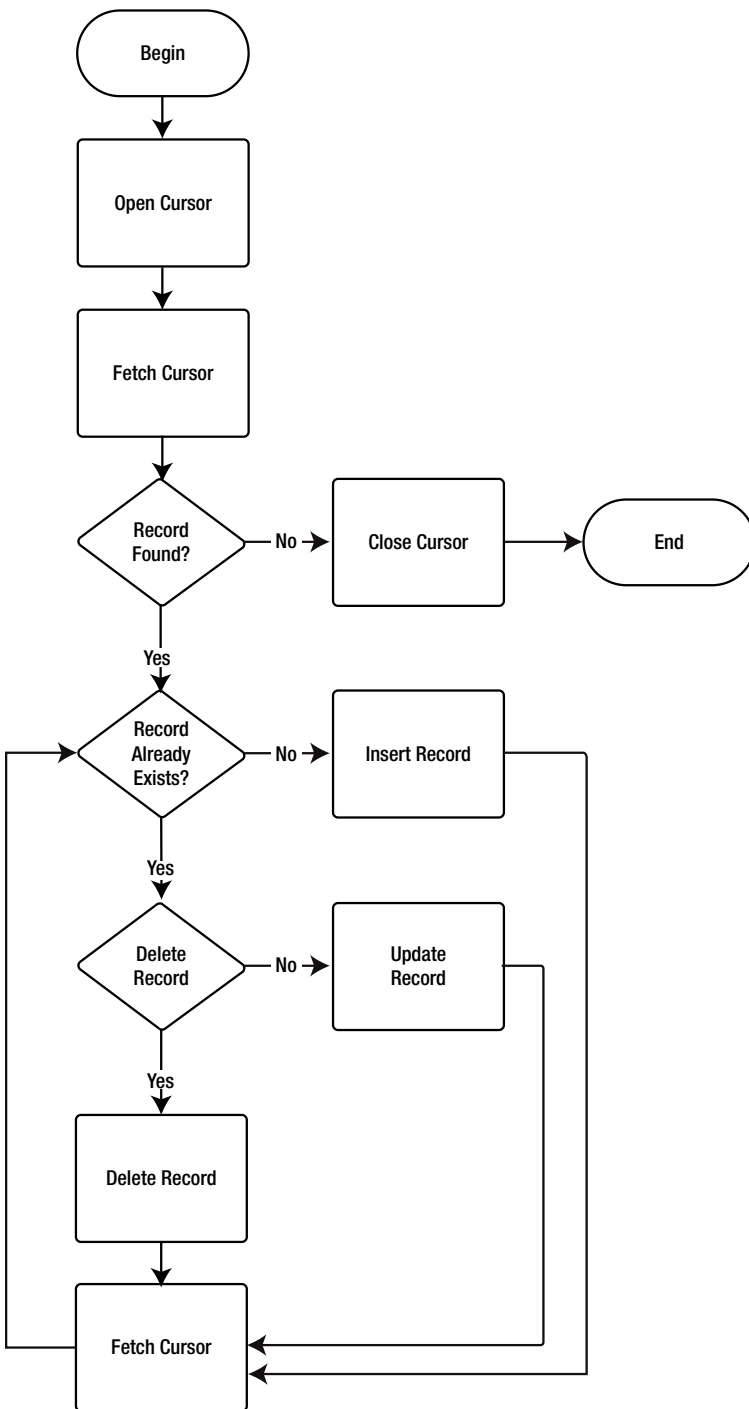 Begin
Open Cursor
Fetch Cursor
Record
Found?
No
Close Cursor
End
Yes
Record
Already
Exists?
No
Insert Record
Yes
Delete
Record
No
Update
Record
Yes
Delete Record
Fetch Cursor